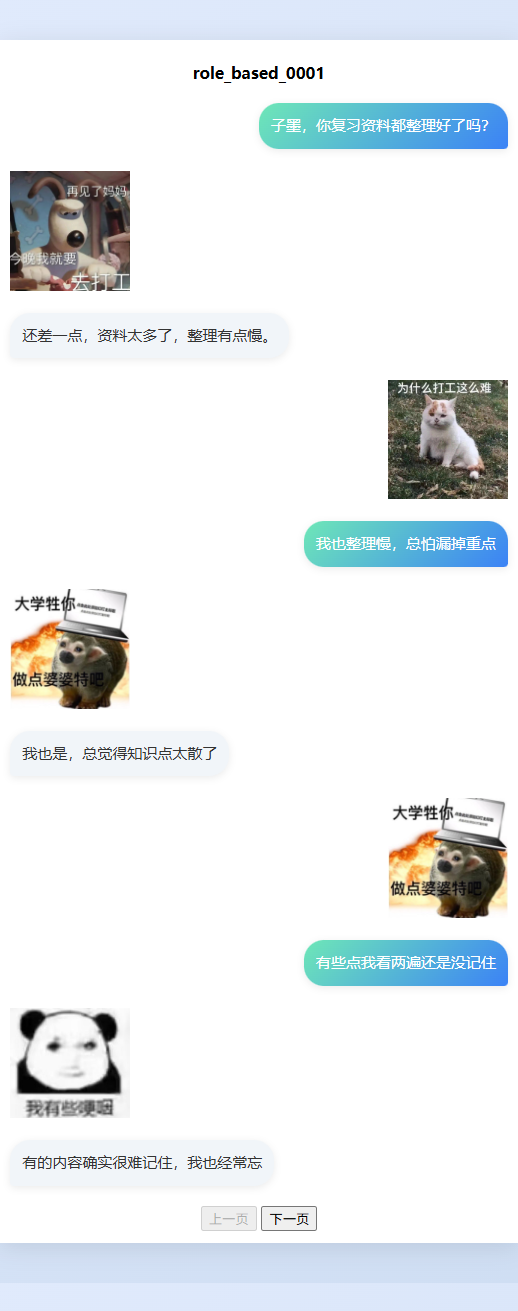 role_based_0001
子墨，你复习资料都整理好了吗？
再见了妈妈
今晚我就要
去打工
还差一点，资料太多了，整理有点慢。
为什么打工这么难
我也整理慢，总怕漏掉重点
大学牲你
做点婆婆特吧
我也是，总觉得知识点太散了
大学牲你
做点婆婆特吧
有些点我看两遍还是没记住
我有些哽咽
有的内容确实很难记住，我也经常忘
上一页 下一页